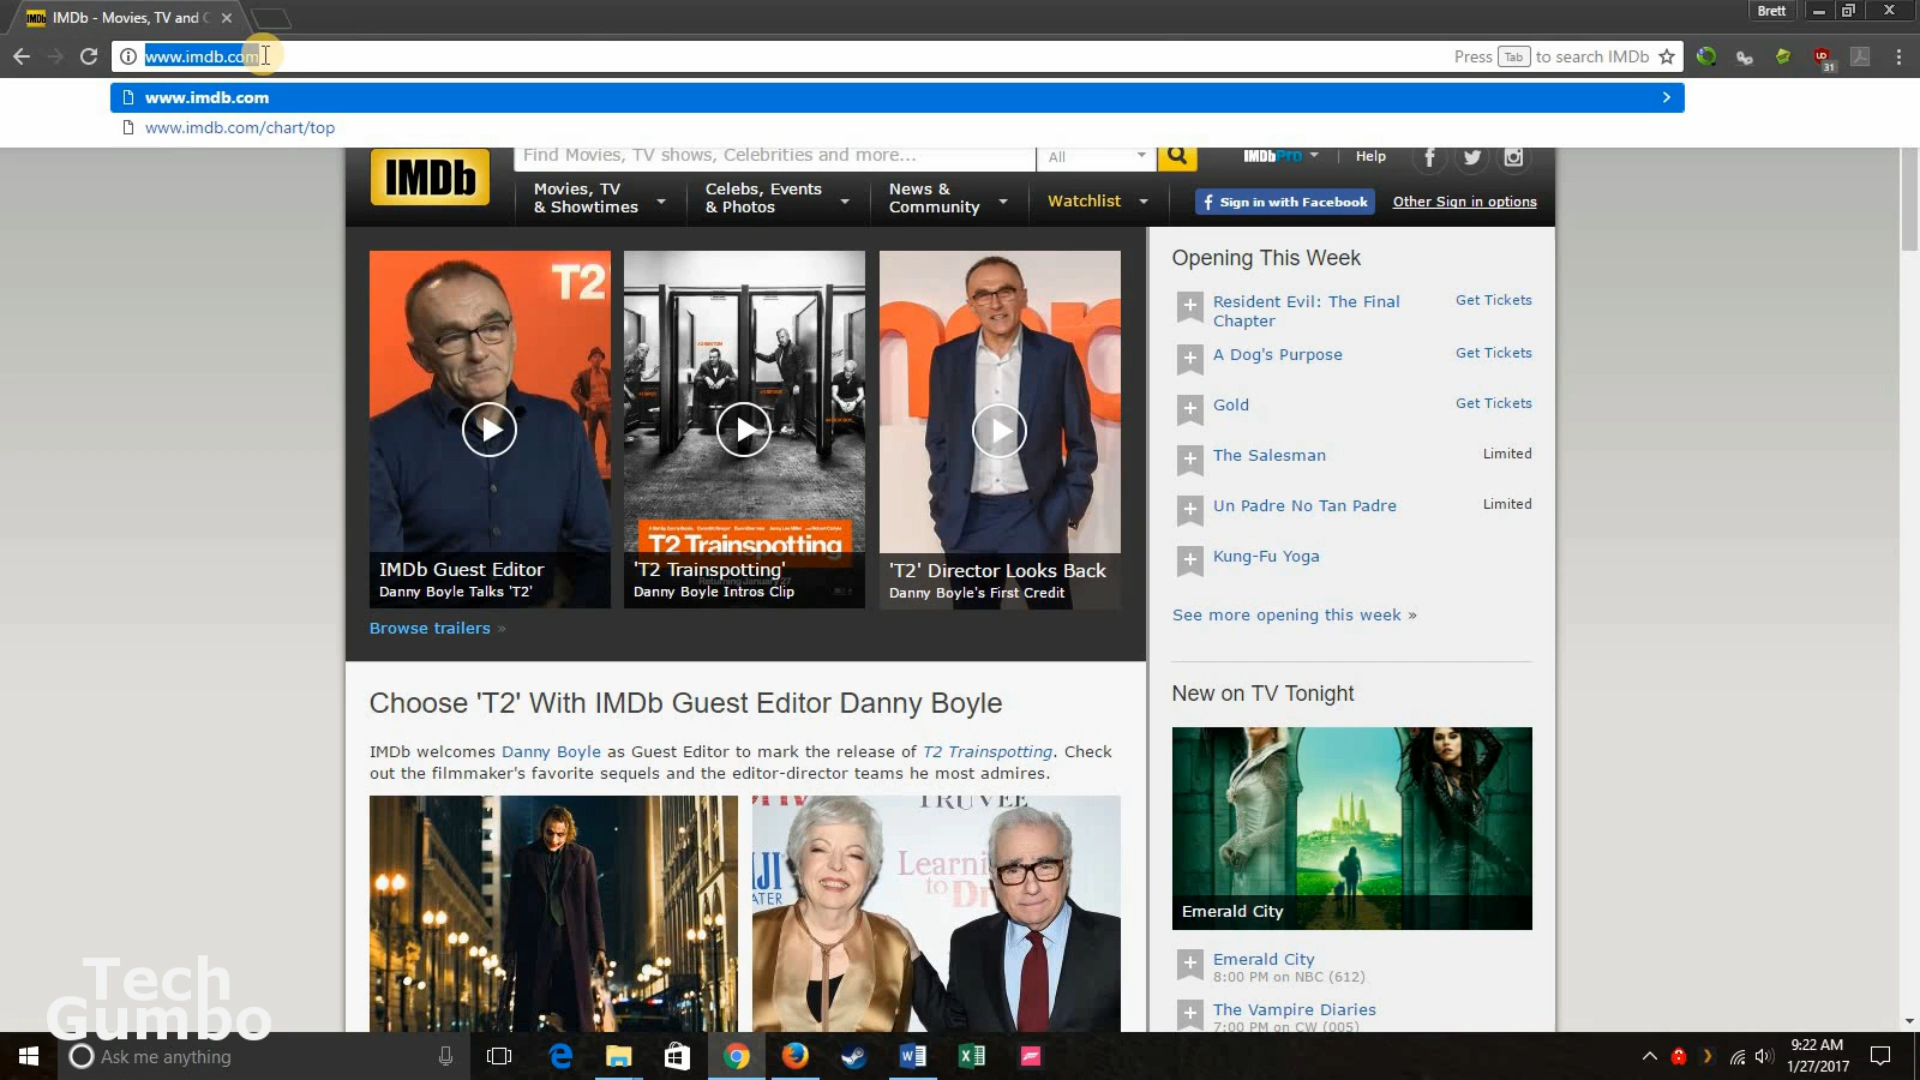 IMDb - Movies, TV and C
Brett
www.imdb.com
Press Tab to search IMDb
31
www.imdb.com
www.imdb.com/chart/top
IMDb
Find Movies, TV shows, Celebrities and more...
All
IMDbPro
Help
Movies, TV
& Showtimes
Celebs, Events
& Photos
News &
Community
Watchlist
Sign in with Facebook
Other Sign in options
T2
T2 Trainspotting
IMDb Guest Editor
Danny Boyle Talks 'T2'
'T2 Trainspotting'
Returning January 27
Danny Boyle Intros Clip
'T2' Director Looks Back
Danny Boyle's First Credit
Browse trailers »
Opening This Week
Resident Evil: The Final
Chapter
Get Tickets
A Dog's Purpose
Get Tickets
Gold
Get Tickets
The Salesman
Limited
Un Padre No Tan Padre
Limited
Kung-Fu Yoga
See more opening this week »
Choose 'T2' With IMDb Guest Editor Danny Boyle
IMDb welcomes Danny Boyle as Guest Editor to mark the release of T2 Trainspotting. Check
out the filmmaker's favorite sequels and the editor-director teams he most admires.
TRUVÉE
Learni
to Dr
JI
ATER
New on TV Tonight
Emerald City
Emerald City
8:00 PM on NBC (612)
The Vampire Diaries
7:00 PM on CW (005)
Tech
Gumbo
Ask me anything
9:22 AM
1/27/2017